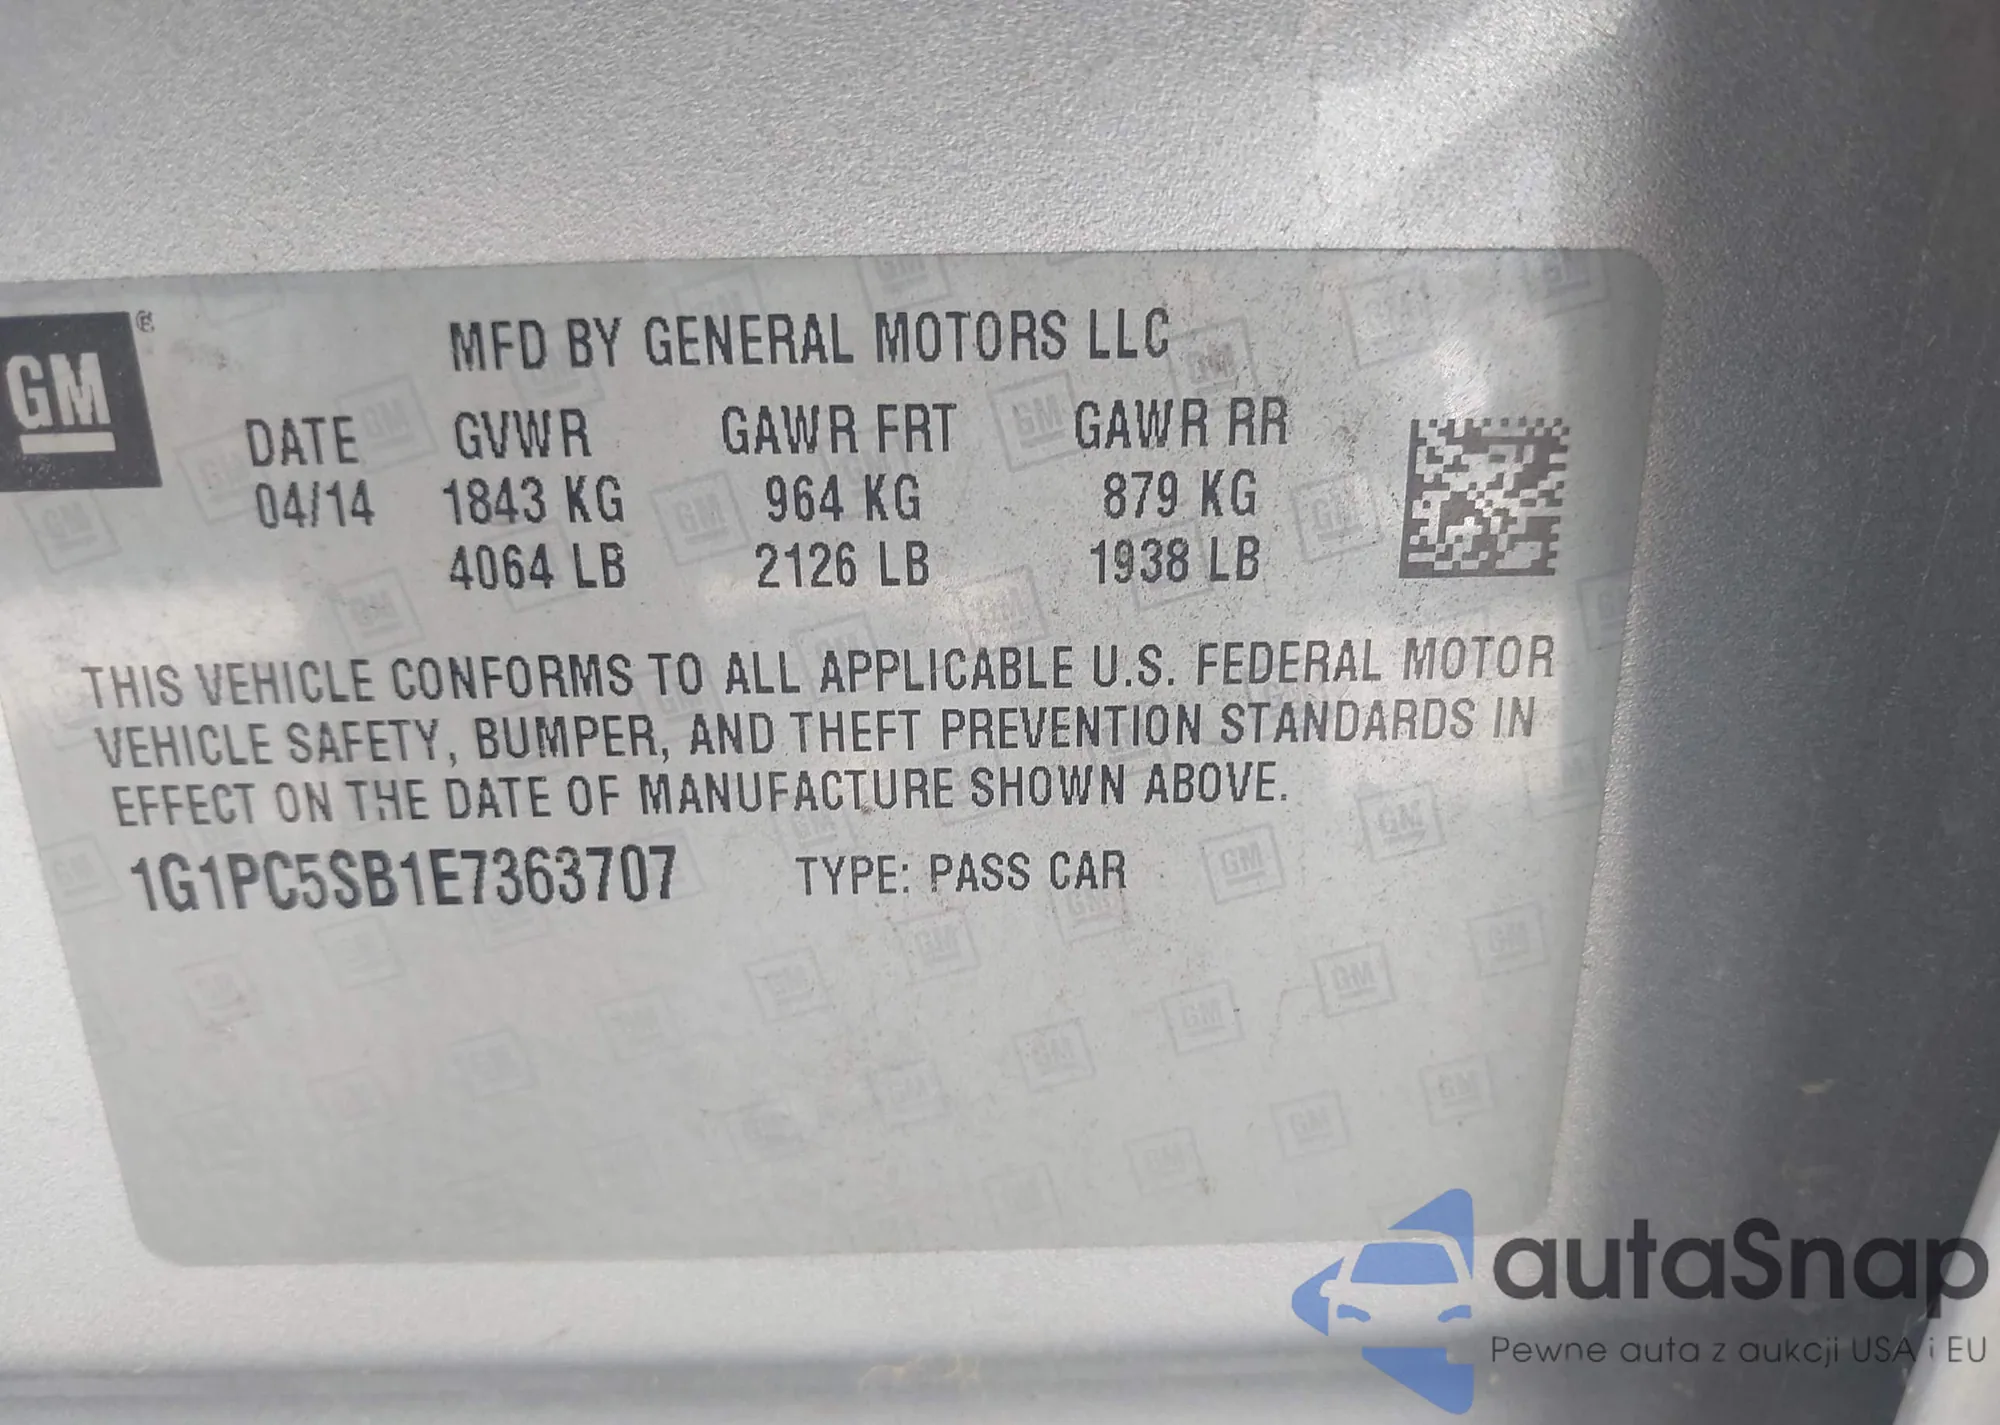 GM
MFD BY GENERAL MOTORS LLC
DATE GVWR GAWR FRT GAWR RR
04/14 1843 KG 964 KG 879 KG
4064 LB 2126 LB 1938 LB
THIS VEHICLE CONFORMS TO ALL APPLICABLE U.S. FEDERAL MOTOR
VEHICLE SAFETY, BUMPER, AND THEFT PREVENTION STANDARDS IN
EFFECT ON THE DATE OF MANUFACTURE SHOWN ABOVE.
1G1PC5SB1E7363707 TYPE: PASS CAR
autaSnap
Pewne auta z aukcji USA i EU